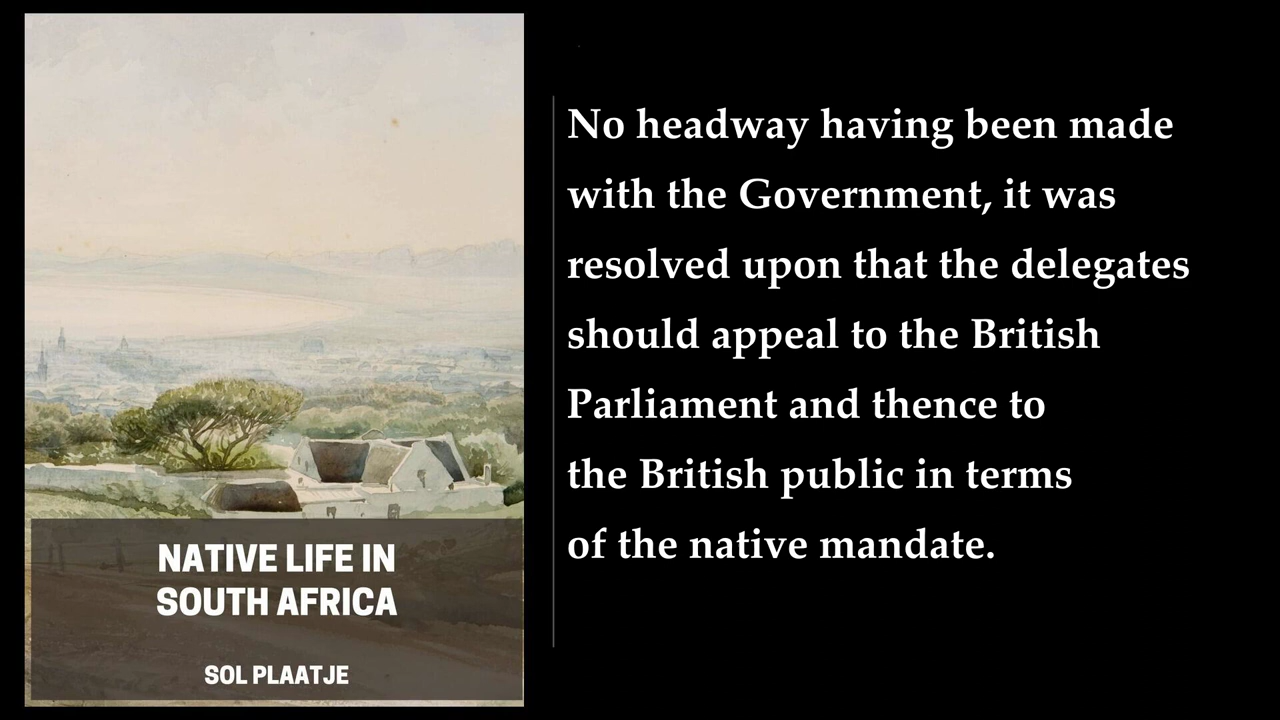 NATIVE LIFE IN
SOUTH AFRICA
SOL PLAATJE
No headway having been made
with the Government, it was
resolved upon that the delegates
should appeal to the British
Parliament and thence to
the British public in terms
of the native mandate.